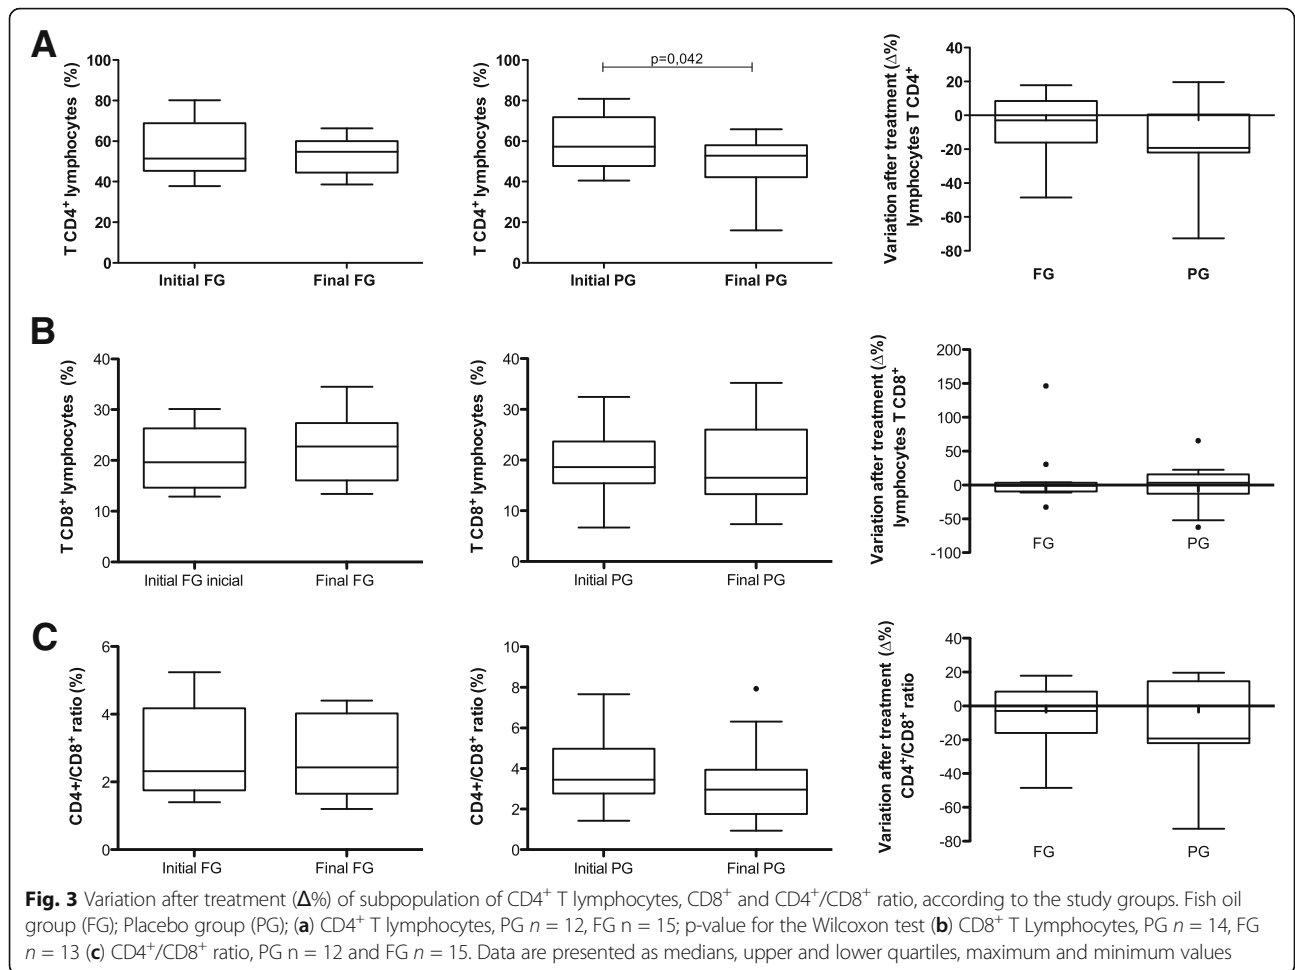 A
T CD4+ lymphocytes (%)
100
80
60
40
20
0
Initial FG
Final FG
T CD4+ lymphocytes (%)
100
80
60
40
20
0
p=0,042
Initial PG
Final PG
Variation after treatment (Δ%)
lymphocytes T CD4+
40
20
0
-20
-40
-60
-80
FG
PG
B
T CD8+ lymphocytes (%)
40
30
20
10
0
Initial FG inicial
Final FG
T CD8+ lymphocytes (%)
40
30
20
10
0
Initial PG
Final PG
Variation after treatment (Δ%)
lymphocytes T CD8+
200
150
100
50
0
-50
-100
FG
PG
C
CD4+/CD8+ ratio (%)
6
4
2
0
Initial FG
Final FG
CD4+/CD8+ ratio (%)
10
8
6
4
2
0
Initial PG
Final PG
Variation after treatment (Δ%)
CD4+/CD8+ ratio
40
20
0
-20
-40
-60
-80
FG
PG
Fig. 3 Variation after treatment (Δ%) of subpopulation of CD4+ T lymphocytes, CD8+ and CD4+/CD8+ ratio, according to the study groups. Fish oil
group (FG); Placebo group (PG); (a) CD4+ T lymphocytes, PG n = 12, FG n = 15; p-value for the Wilcoxon test (b) CD8+ T Lymphocytes, PG n = 14, FG
n = 13 (c) CD4+/CD8+ ratio, PG n = 12 and FG n = 15. Data are presented as medians, upper and lower quartiles, maximum and minimum values